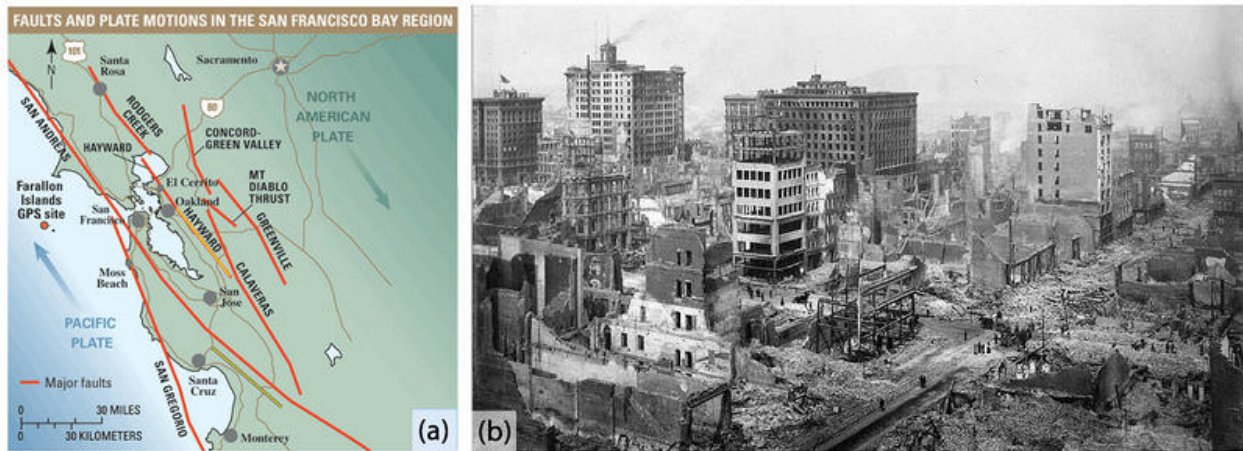 FAULTS AND PLATE MOTIONS IN THE SAN FRANCISCO BAY REGION
101
N
Santa
Rosa
Sacramento
80
NORTH
AMERICAN
PLATE
SAN ANDREAS
RODGERS
CREEK
CONCORD-
GREEN VALLEY
HAYWARD
MT
DIABLO
THRUST
El Cerrito
Oakland
Farallon
Islands
GPS site
San
Francisco
HAYWARD
GREENVILLE
Moss
Beach
CALAVERAS
San
Jose
PACIFIC
PLATE
Santa
Cruz
SAN GREGORIO
Major faults
0 30 MILES
0 30 KILOMETERS
Monterey
(a)
(b)